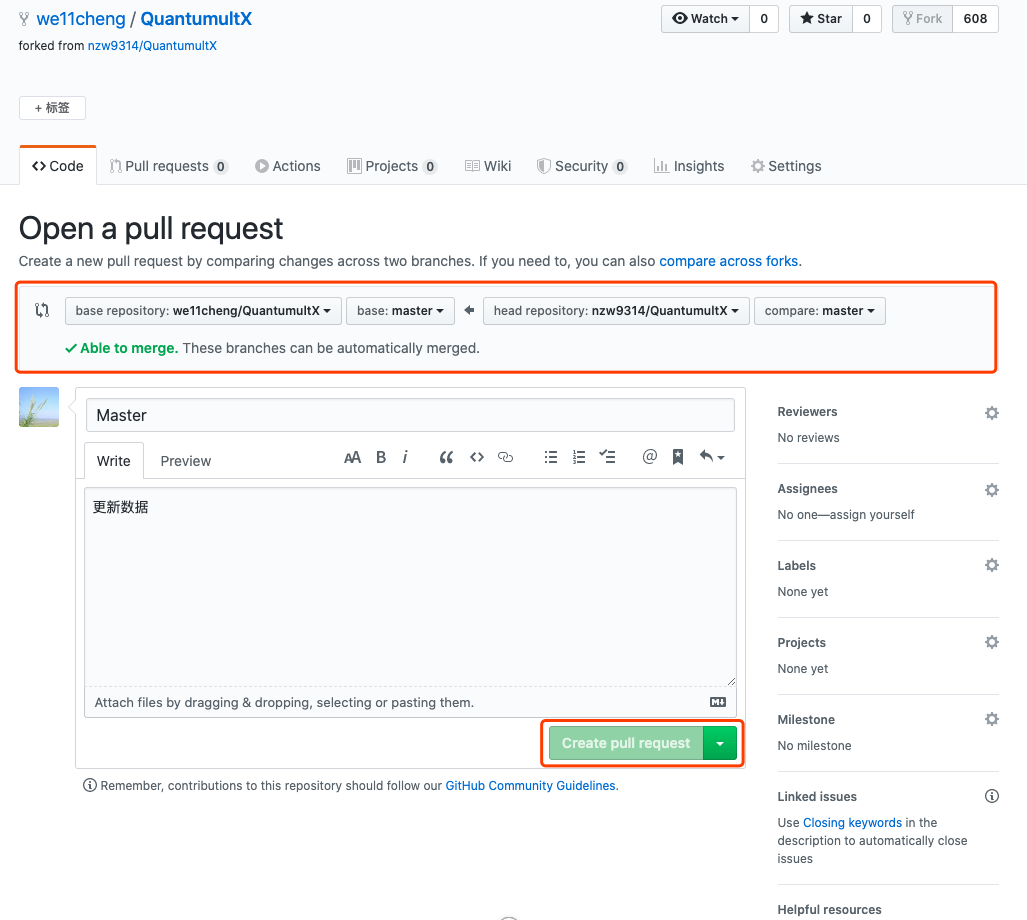 we11cheng / QuantumultX
Watch 0 Star 0 Fork 608
forked from nzw9314/QuantumultX
+ 标签
Code Pull requests 0 Actions Projects 0 Wiki Security 0 Insights Settings
Open a pull request
Create a new pull request by comparing changes across two branches. If you need to, you can also compare across forks.
base repository: we11cheng/QuantumultX base: master head repository: nzw9314/QuantumultX compare: master
Able to merge. These branches can be automatically merged.
Master
Write Preview AA B i “ <> @
更新数据
Attach files by dragging & dropping, selecting or pasting them.
Create pull request
Remember, contributions to this repository should follow our GitHub Community Guidelines.
Reviewers
No reviews
Assignees
No one—assign yourself
Labels
None yet
Projects
None yet
Milestone
No milestone
Linked issues
Use Closing keywords in the
description to automatically close
issues
Helpful resources